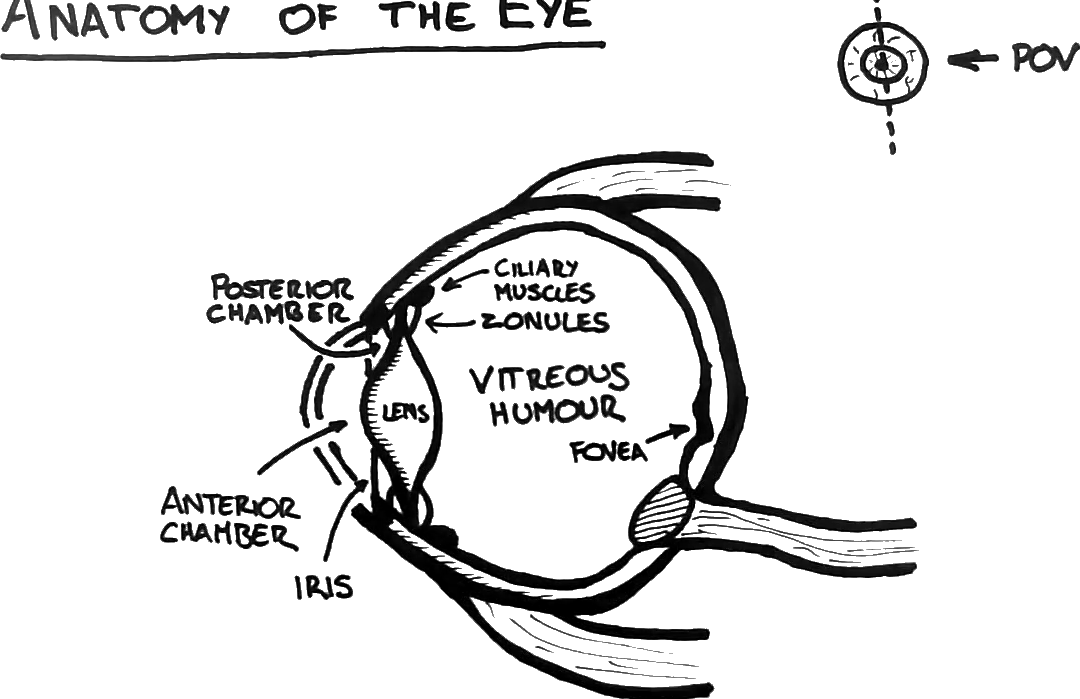 ANATOMY OF THE EYE
POV
CILIARY
MUSCLES
POSTERIOR
CHAMBER
ZONULES
VITREOUS
HUMOUR
LENS
FOVEA
ANTERIOR
CHAMBER
IRIS